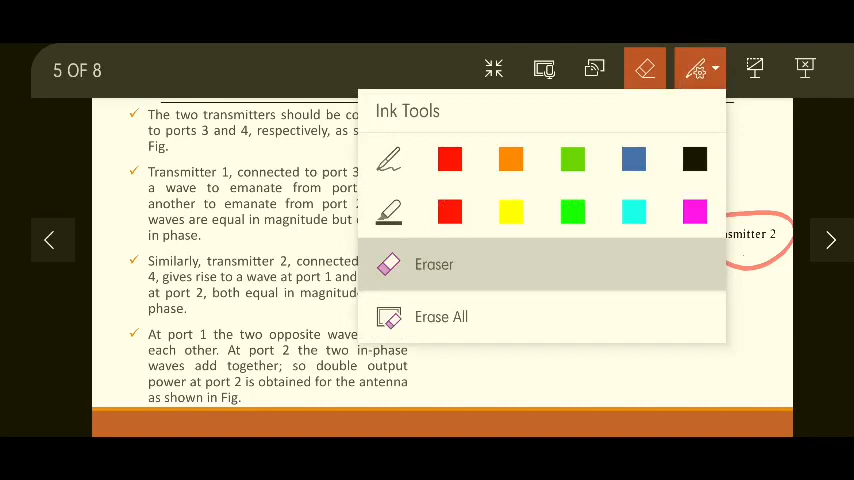 5 OF 8
Ink Tools
Eraser
Erase All
The two transmitters should be
to ports 3 and 4, respectively, as
Fig.
Transmitter 1, connected to port 3
a wave to emanate from
another to emanate from
waves are equal in magnitude but
in phase.
Similarly, transmitter 2, connected
4, gives rise to a wave at port 1 and
at port 2, both equal in magnitude
phase.
At port 1 the two opposite
each other. At port 2 the two in-phase
waves add together; so double output
power at port 2 is obtained for the antenna
as shown in Fig.
smitter 2